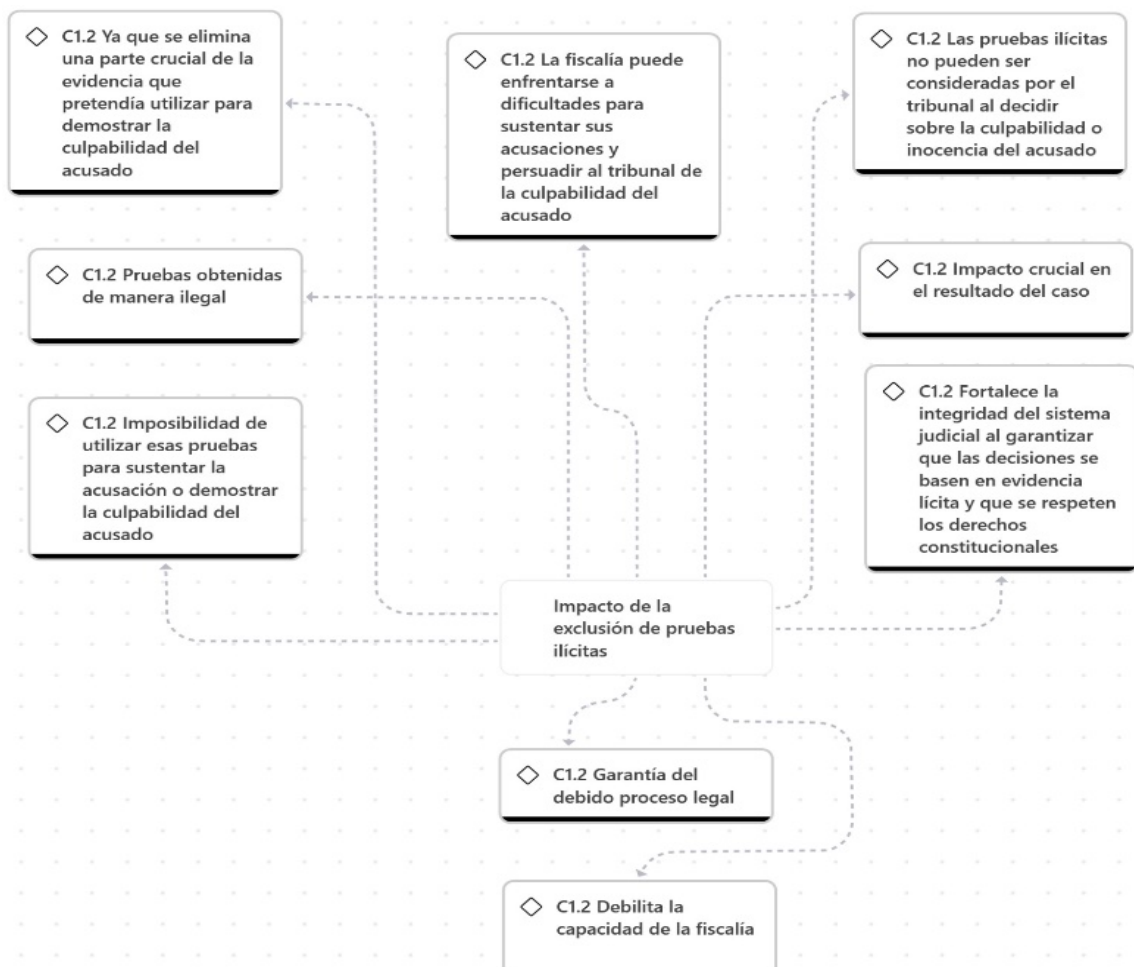 C1.2 Ya que se elimina
una parte crucial de la
evidencia que
pretendía utilizar para
demostrar la
culpabilidad del
acusado
C1.2 La fiscalía puede
enfrentarse a
dificultades para
sustentar sus
acusaciones y
persuadir al tribunal de
la culpabilidad del
acusado
C1.2 Las pruebas ilícitas
no pueden ser
consideradas por el
tribunal al decidir
sobre la culpabilidad o
inocencia del acusado
C1.2 Pruebas obtenidas
de manera ilegal
C1.2 Impacto crucial en
el resultado del caso
C1.2 Imposibilidad de
utilizar esas pruebas
para sustentar la
acusación o demostrar
la culpabilidad del
acusado
C1.2 Fortalece la
integridad del sistema
judicial al garantizar
que las decisiones se
basen en evidencia
lícita y que se respeten
los derechos
constitucionales
Impacto de la
exclusión de pruebas
ilícitas
C1.2 Garantía del
debido proceso legal
C1.2 Debilita la
capacidad de la fiscalía